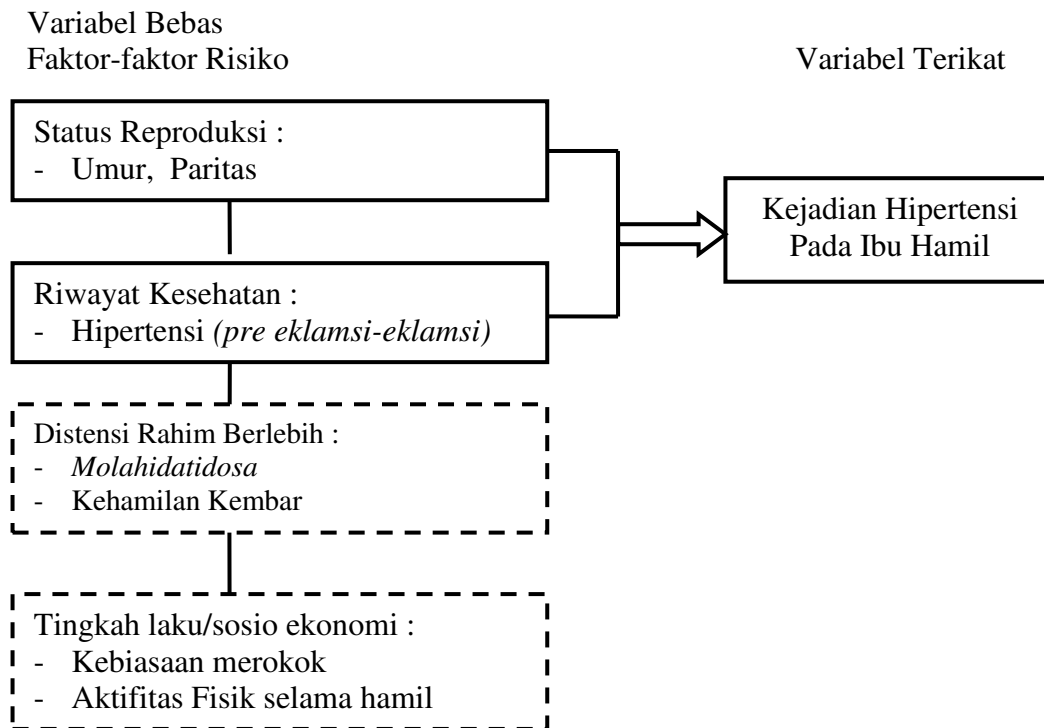 Variabel Bebas
Faktor-faktor Risiko
Variabel Terikat
Status Reproduksi :
- Umur, Paritas
Kejadian Hipertensi
Pada Ibu Hamil
Riwayat Kesehatan :
- Hipertensi (pre eklamsi-eklamsi)
Distensi Rahim Berlebih :
- Molahidatidosa
- Kehamilan Kembar
Tingkah laku/sosio ekonomi :
- Kebiasaan merokok
- Aktifitas Fisik selama hamil